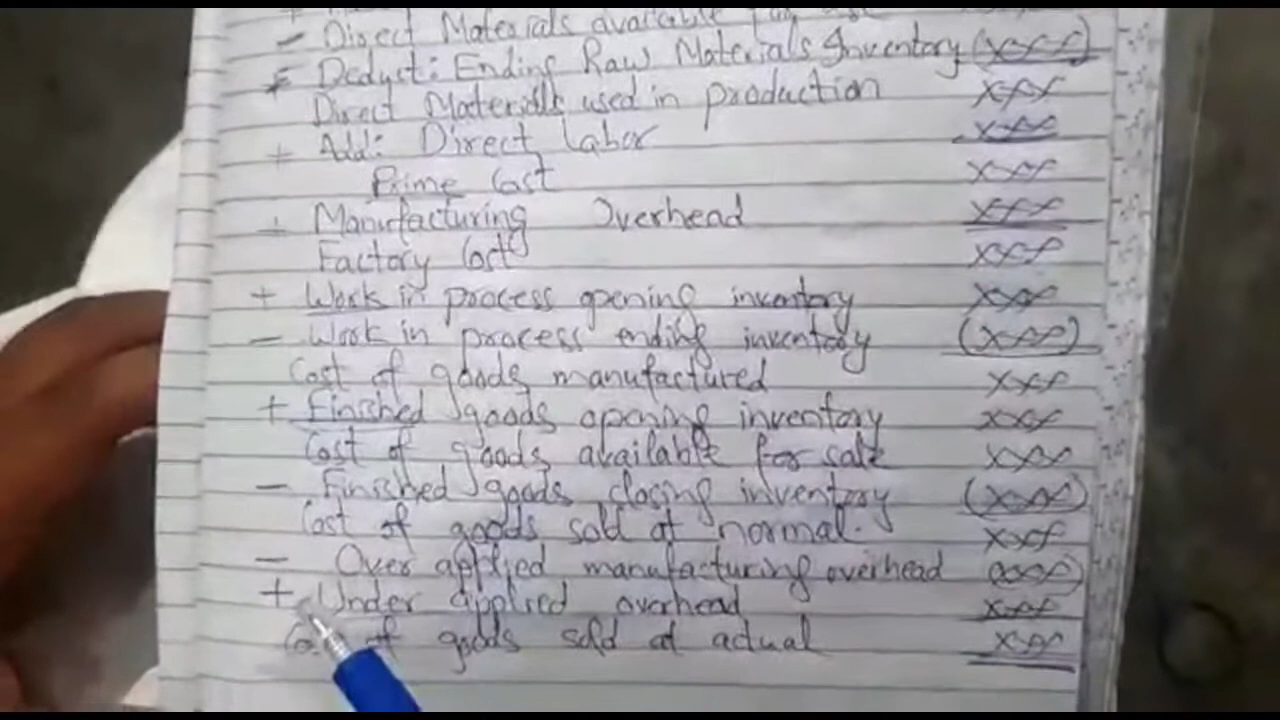 - Direct Materials available for use
- Deduct: Ending Raw Materials Inventory (xxx)
Direct Materials used in production xxx
+ Add: Direct Labor xxx
Prime Cost xxx
+ Manufacturing Overhead xxx
Factory Cost xxx
+ Work in process opening inventory xxx
- Work in process ending inventory (xxx)
Cost of goods manufactured xxx
+ Finished goods opening inventory xxx
Cost of goods available for sale xxx
- Finished goods closing inventory (xxx)
Cost of goods sold at normal. xxx
- Over applied manufacturing overhead (xxx)
+ Under applied overhead xxx
Cost of goods sold at actual xxx